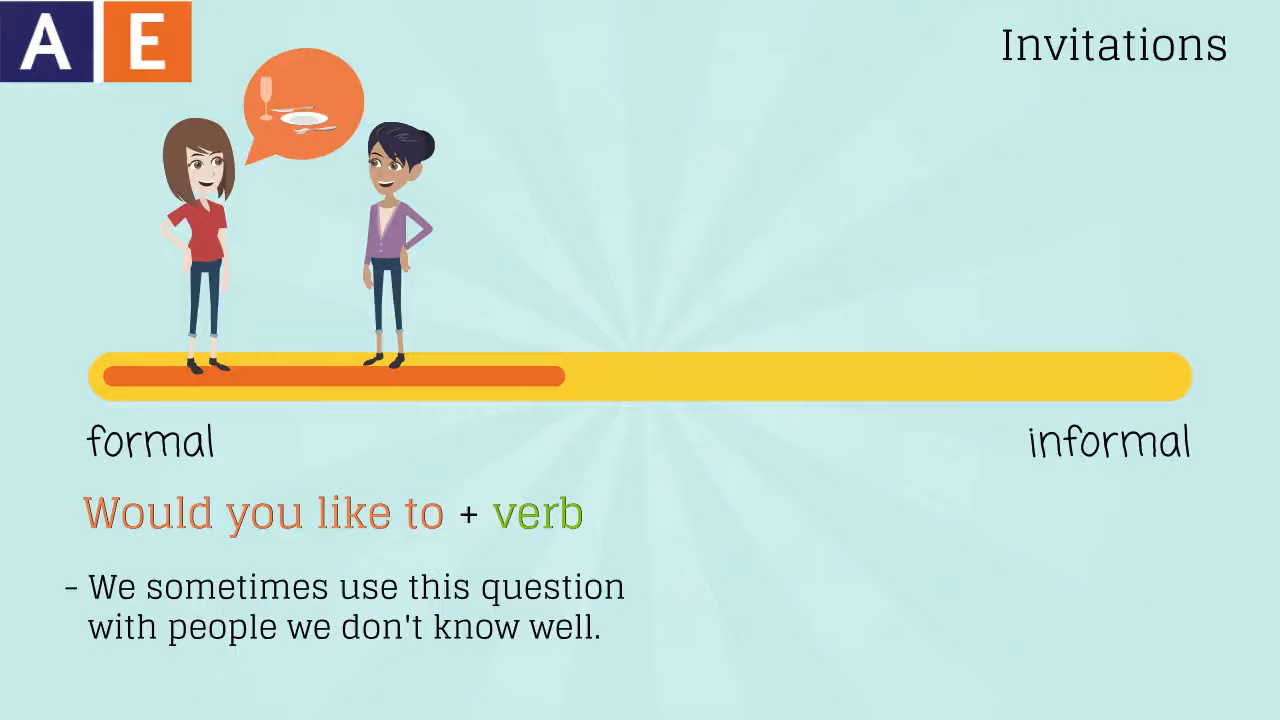 A E
Invitations
formal
informal
Would you like to + verb
- We sometimes use this question
with people we don't know well.